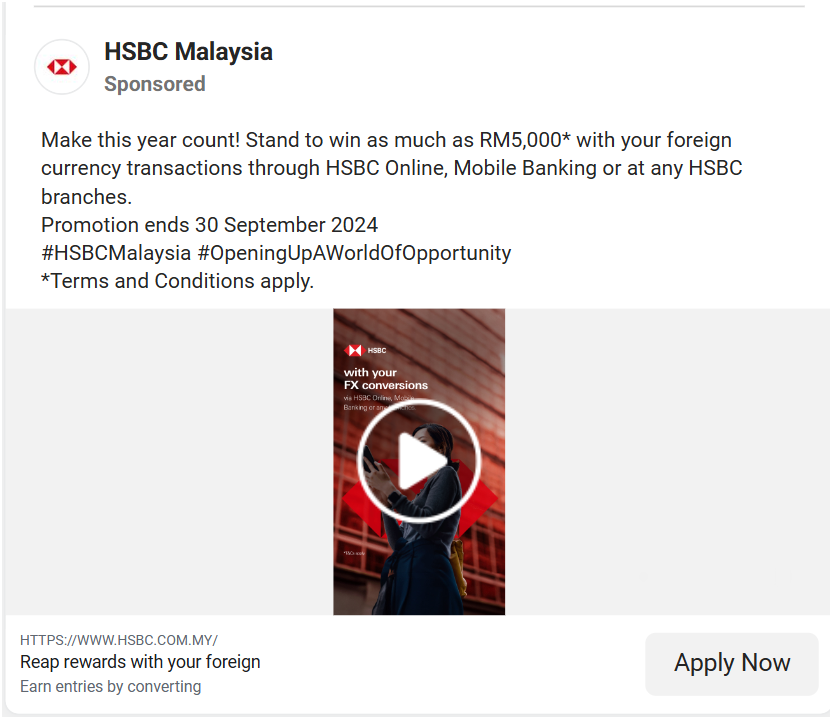 HSBC Malaysia
Sponsored
Make this year count! Stand to win as much as RM5,000* with your foreign
currency transactions through HSBC Online, Mobile Banking or at any HSBC
branches.
Promotion ends 30 September 2024
#HSBCMalaysia #OpeningUpAWorldOfOpportunity
*Terms and Conditions apply.
HSBC
with your
FX conversions
via HSBC Online, Mobile
Banking or any branches.
*T&Cs apply
HTTPS://WWW.HSBC.COM.MY/
Reap rewards with your foreign
Earn entries by converting
Apply Now